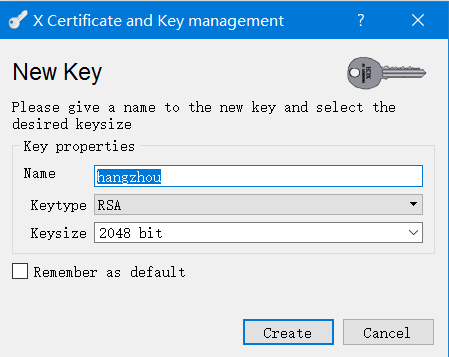 X Certificate and Key management
?
New Key
Please give a name to the new key and select the
desired keysize
Key properties
Name hangzhou
Keytype RSA
Keysize 2048 bit
Remember as default
Create Cancel